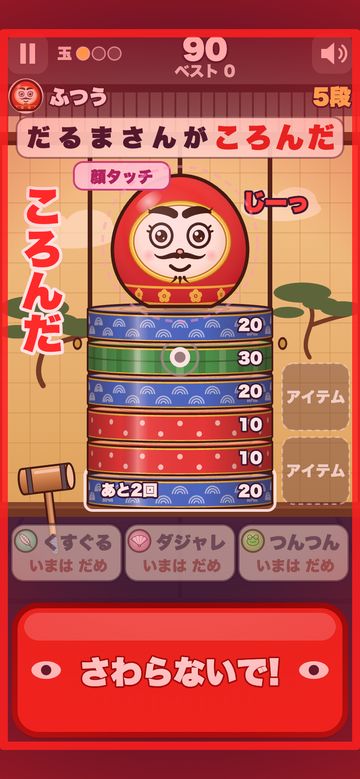 玉
90
ベスト 0
ふつう
5段
だるまさんが ころんだ
顔タッチ
じーっ
ころんだ
20
30
20
10
10
あと2回
20
アイテム
アイテム
くすぐる
いまは だめ
ダジャレ
いまは だめ
つんつん
いまは だめ
さわらないで!